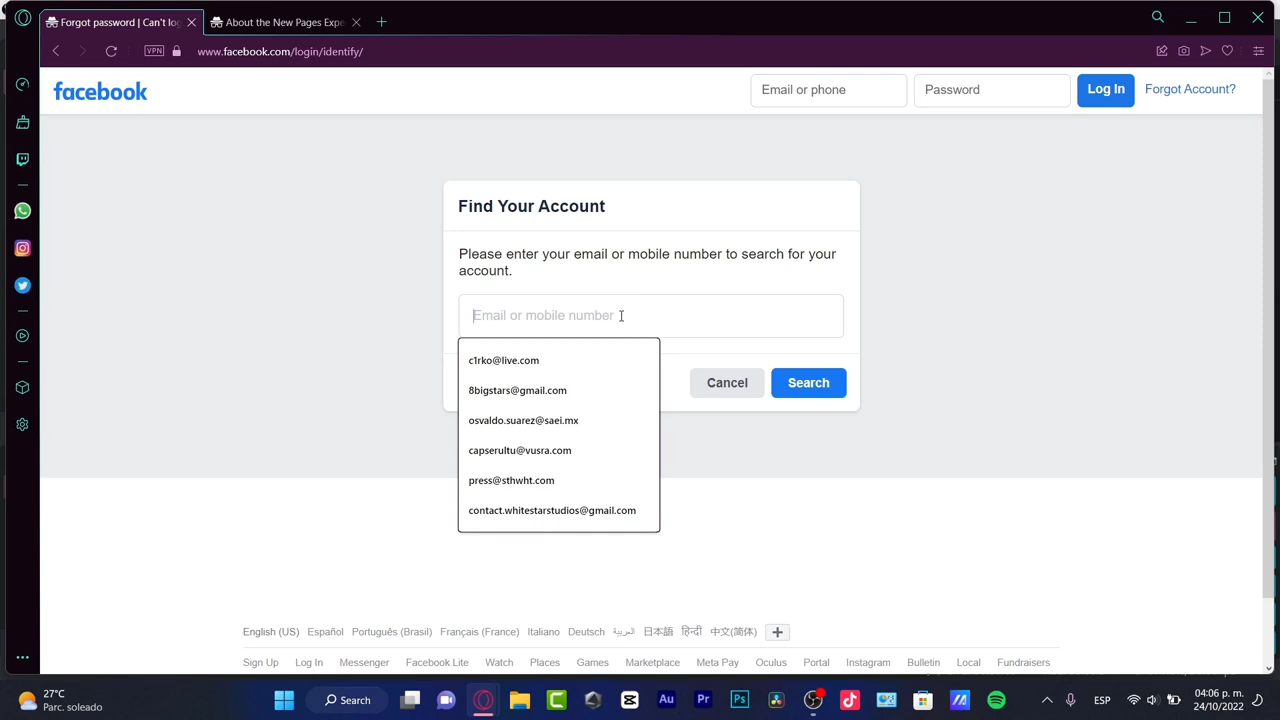 Forgot password | Can't log
About the New Pages Expe
VPN
www.facebook.com/login/identify/
facebook
Email or phone
Password
Log In
Forgot Account?
Find Your Account
Please enter your email or mobile number to search for your
account.
Email or mobile number
c1rko@live.com
8bigstars@gmail.com
osvaldo.suarez@saei.mx
capserultu@vusra.com
press@sthwht.com
contact.whitestarstudios@gmail.com
Cancel
Search
English (US) Español Português (Brasil) Français (France) Italiano Deutsch العربية 日本語 हिन्दी 中文(简体)
Sign Up Log In Messenger Facebook Lite Watch Places Games Marketplace Meta Pay Oculus Portal Instagram Bulletin Local Fundraisers
27°C
Parc. soleado
Search
Au
Pr
Ps
ESP
04:06 p. m.
24/10/2022